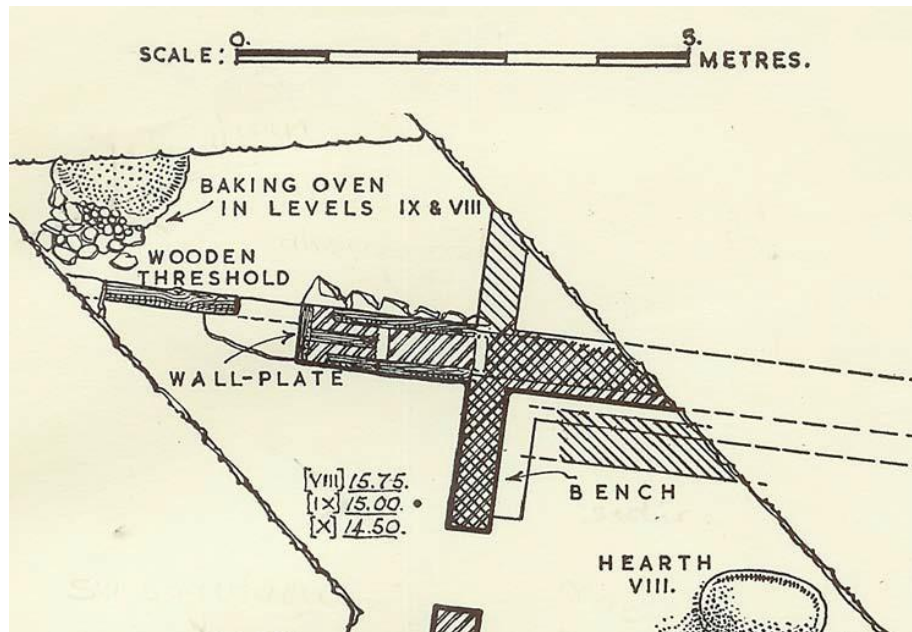 0. 5.
SCALE: METRES.
BAKING OVEN
IN LEVELS IX & VIII
WOODEN
THRESHOLD
WALL-PLATE
[VIII] 15.75.
[IX] 15.00.
[X] 14.50.
BENCH
HEARTH
VIII.